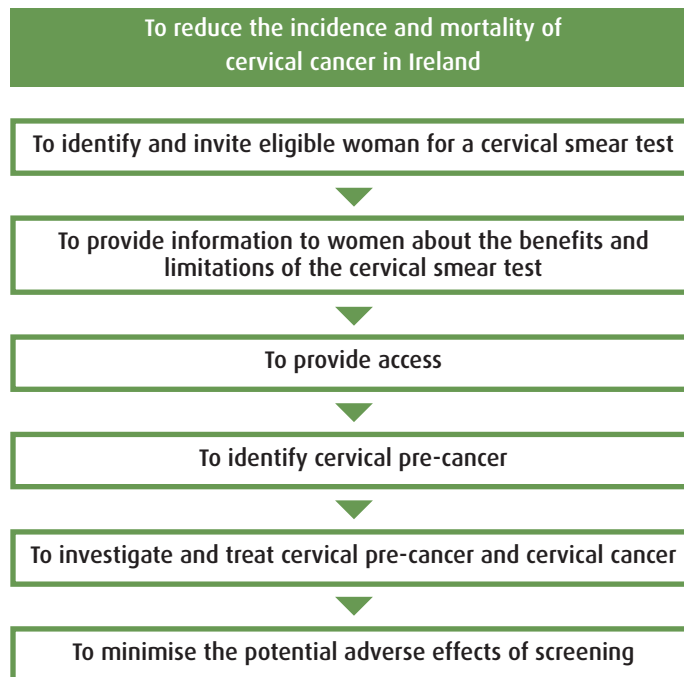 To reduce the incidence and mortality of
cervical cancer in Ireland
To identify and invite eligible woman for a cervical smear test
To provide information to women about the benefits and
limitations of the cervical smear test
To provide access
To identify cervical pre-cancer
To investigate and treat cervical pre-cancer and cervical cancer
To minimise the potential adverse effects of screening